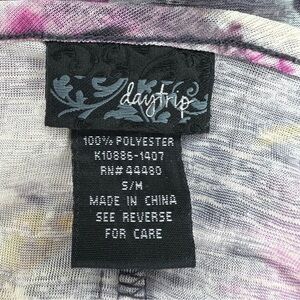 daytrip
100% POLYESTER
K10886-1407
RN# 44480
S/M
MADE IN CHINA
SEE REVERSE
FOR CARE